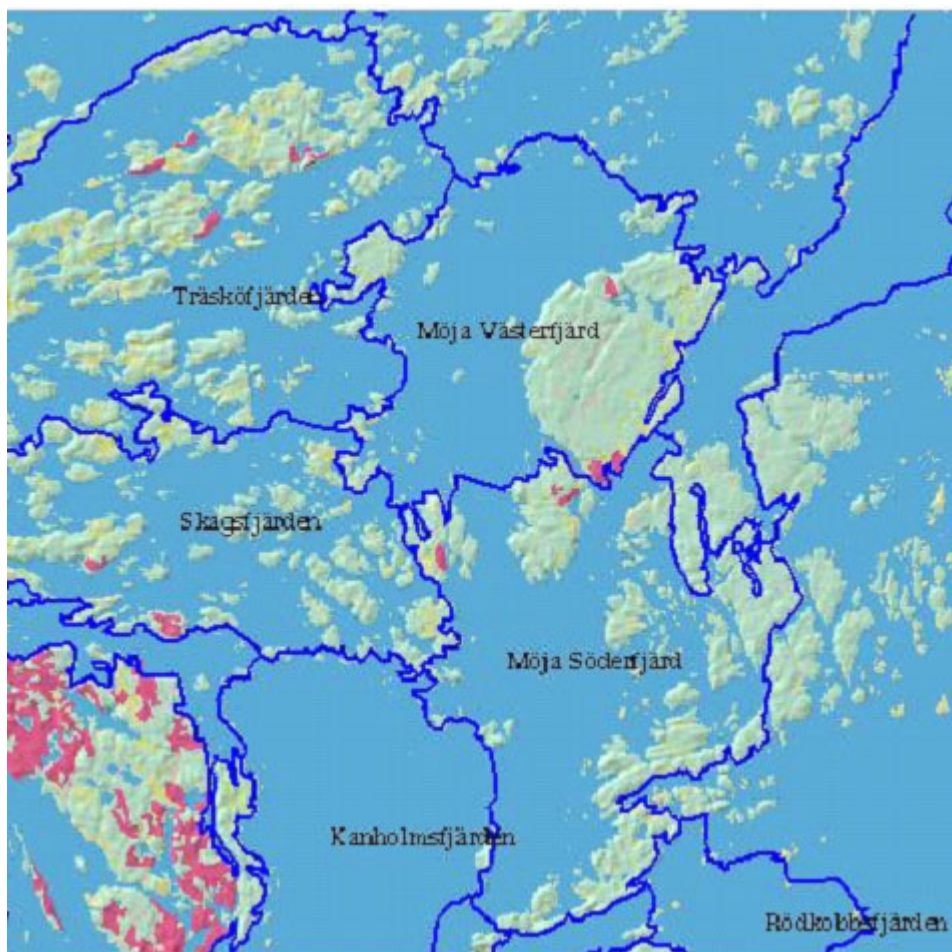 Träsköfjärden
Möja Västerfjärd
Skagsfjärden
Möja Söderfjärd
Kanholmsfjärden
Rödkobbsfjärden